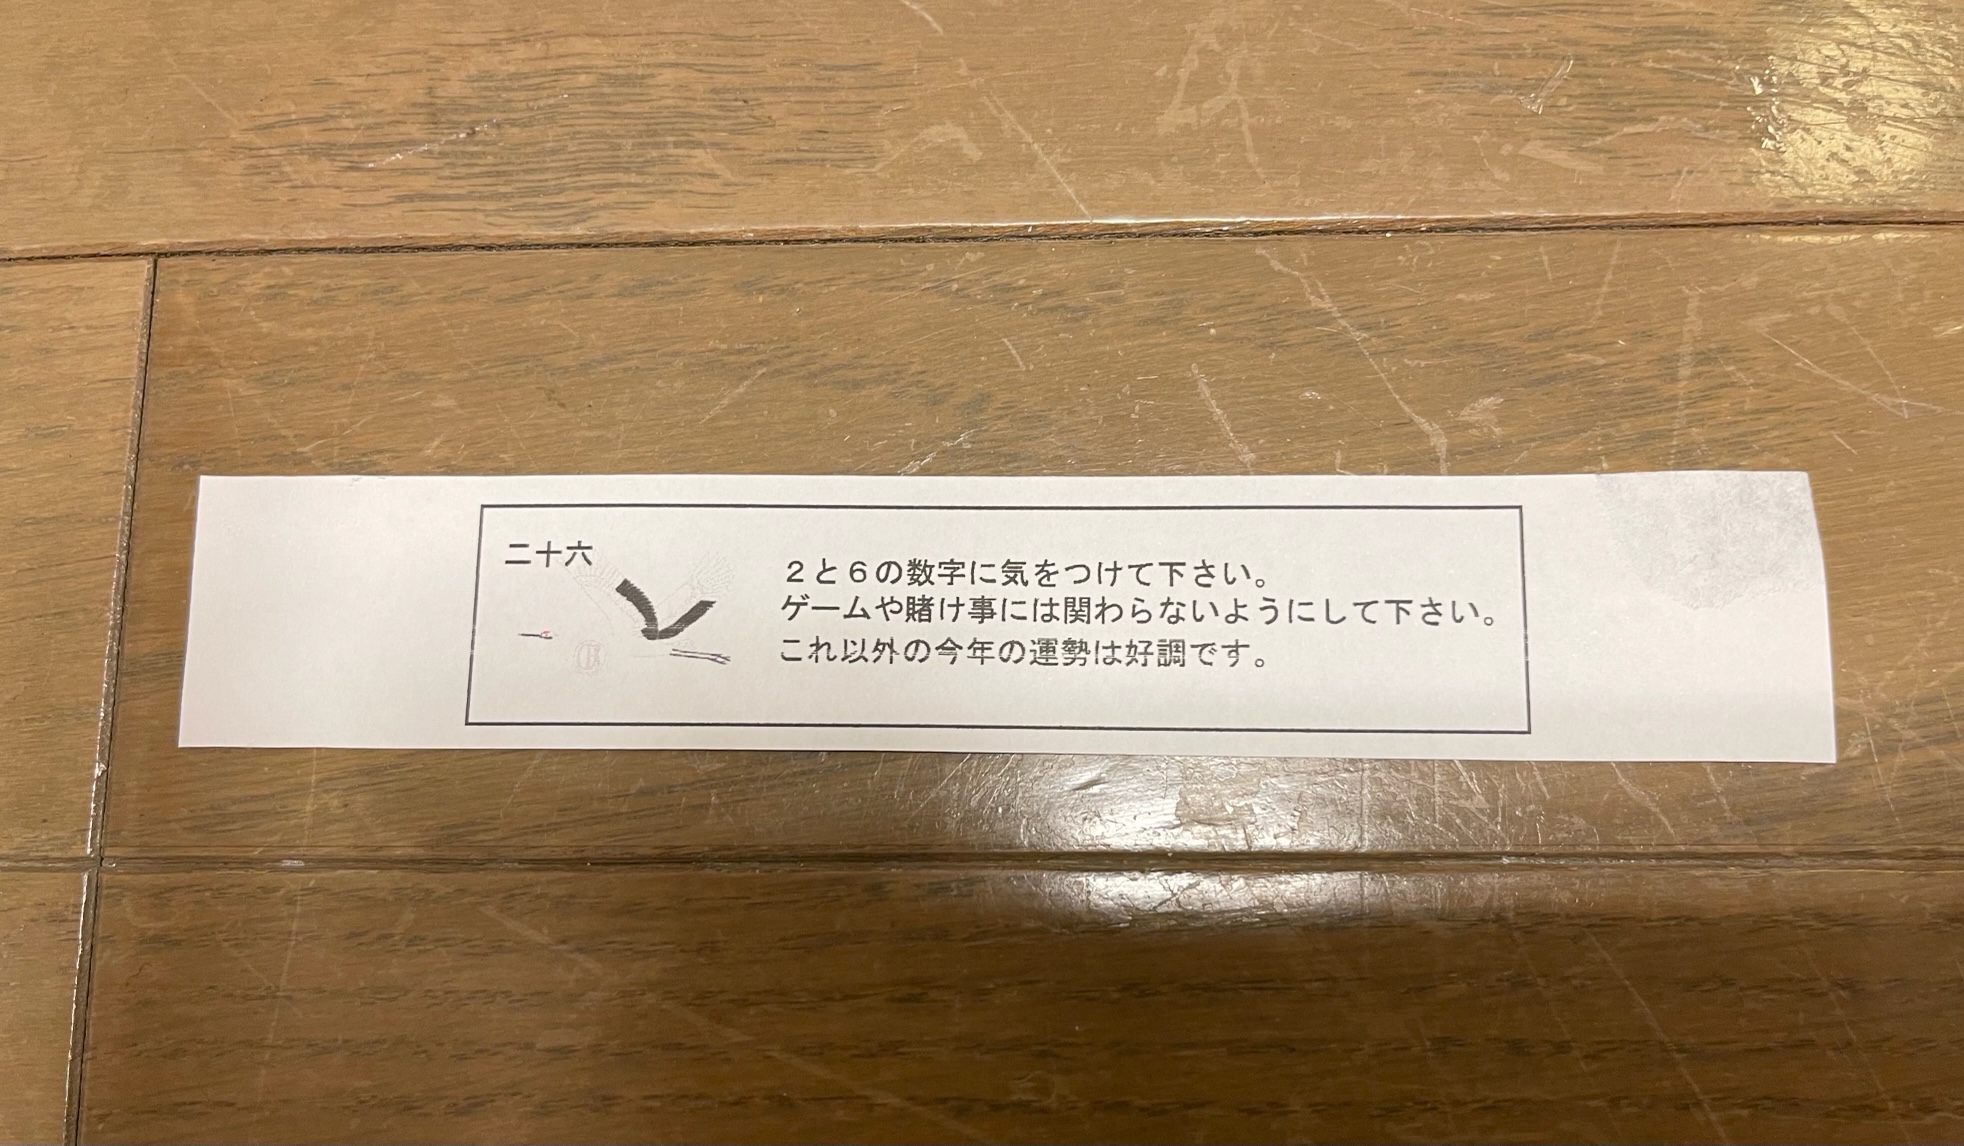 二十六
２と６の数字に気をつけて下さい。
ゲームや賭け事には関わらないようにして下さい。
これ以外の今年の運勢は好調です。